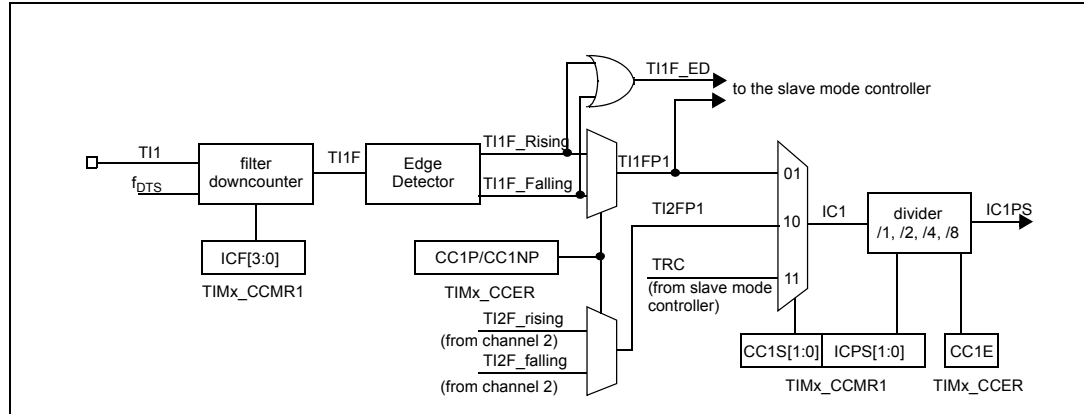 TI1F_ED
to the slave mode controller
TI1
f_DTS
filter
downcounter
TI1F
Edge
Detector
TI1F_Rising
TI1F_Falling
TI1FP1
01
TI2FP1
10
IC1
divider
/1, /2, /4, /8
IC1PS
ICF[3:0]
TIMx_CCMR1
CC1P/CC1NP
TIMx_CCER
TRC
(from slave mode
controller)
11
TI2F_rising
(from channel 2)
TI2F_falling
(from channel 2)
CC1S[1:0]
ICPS[1:0]
CC1E
TIMx_CCMR1
TIMx_CCER